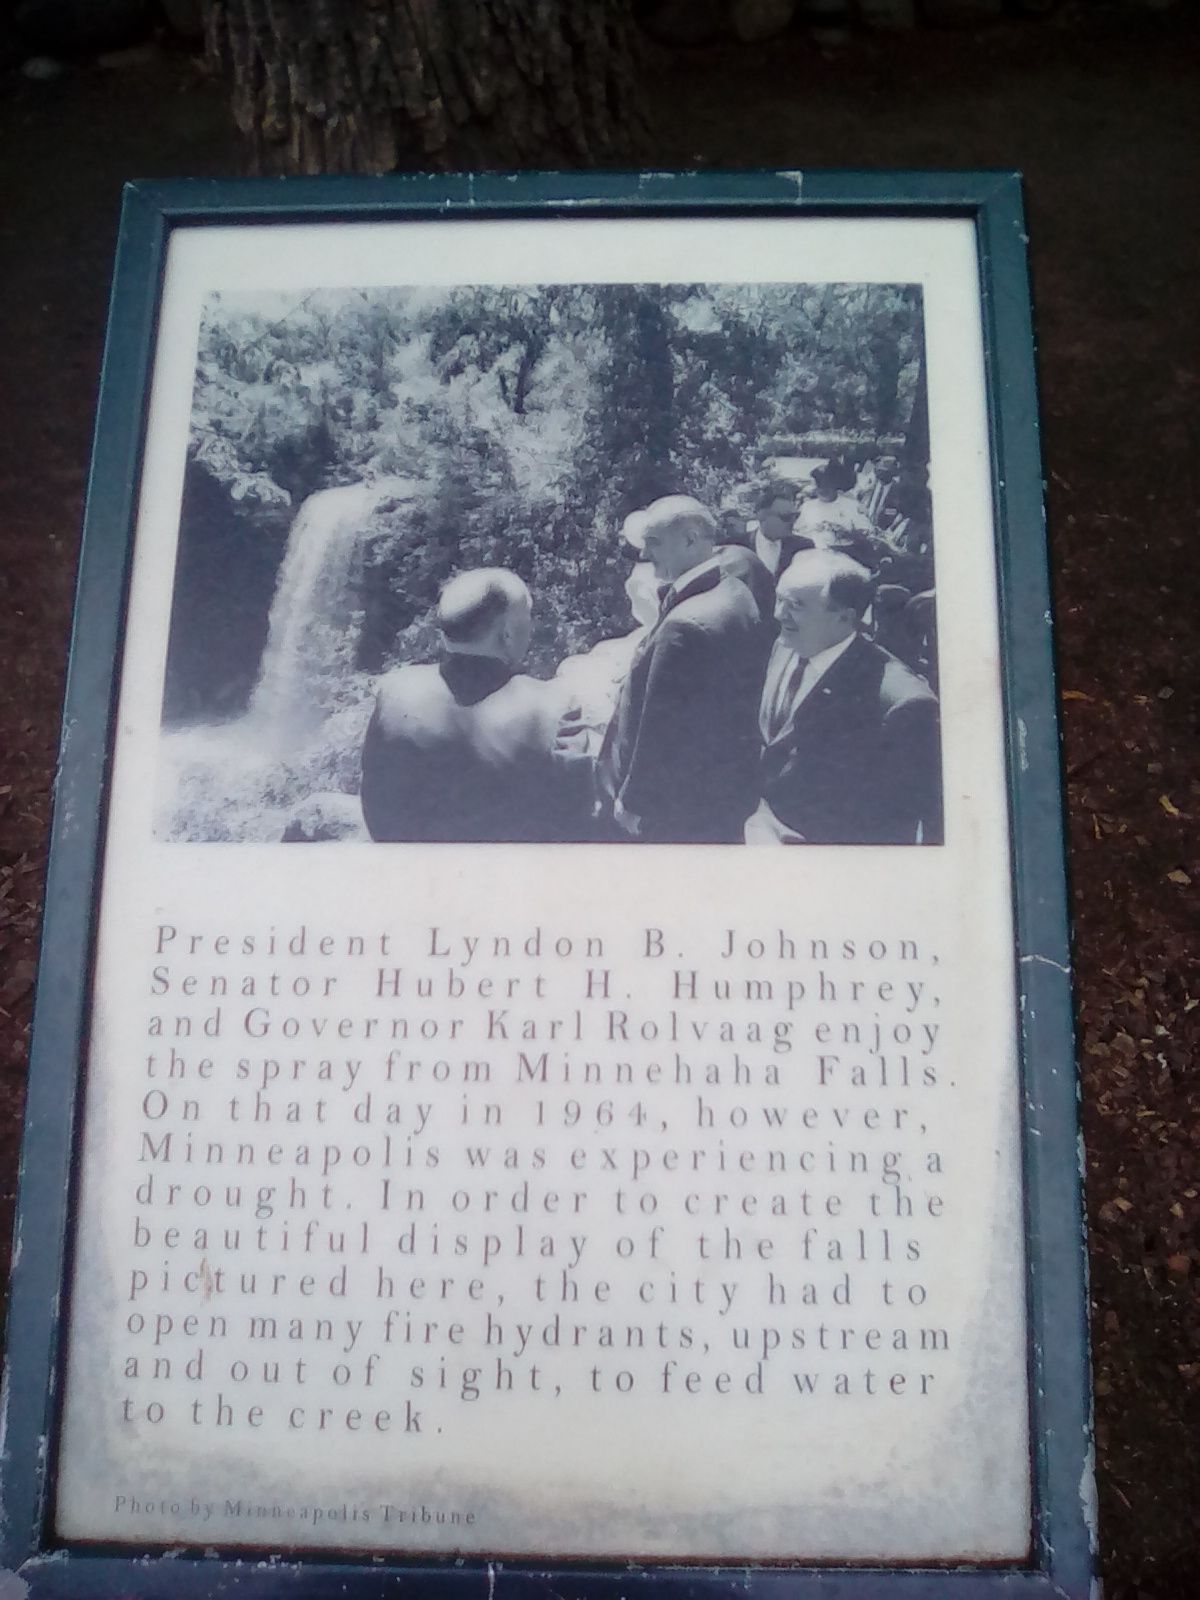 President Lyndon B. Johnson,
Senator Hubert H. Humphrey,
and Governor Karl Rolvaag enjoy
the spray from Minnehaha Falls.
On that day in 1964, however,
Minneapolis was experiencing a
drought. In order to create the
beautiful display of the falls
pictured here, the city had to
open many fire hydrants, upstream
and out of sight, to feed water
to the creek.
Photo by Minneapolis Tribune